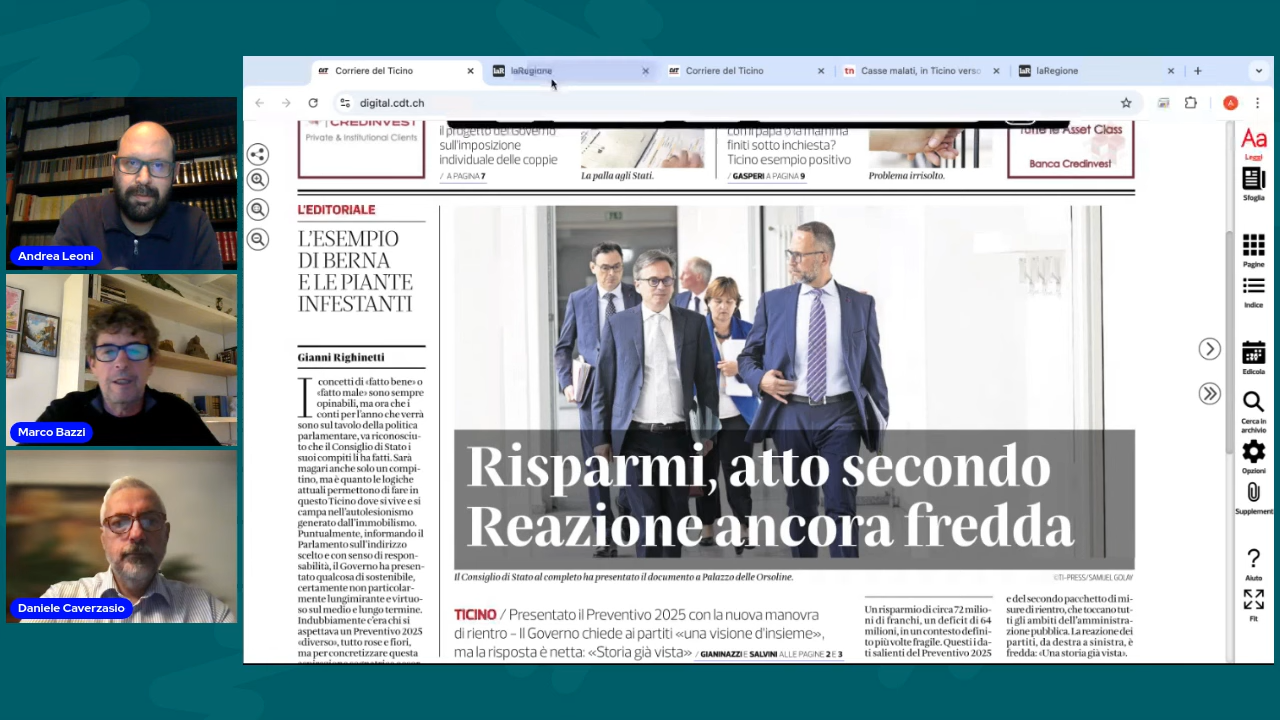 Andrea Leoni
Marco Bazzi
Daniele Caverzasio
CdT Corriere del Ticino
laR laRegione
CdT Corriere del Ticino
tn Casse malati, in Ticino verso
laR laRegione
digital.cdt.ch
A
CREDINVEST
Private & Institutional Clients
il progetto del Governo
sull'imposizione
individuale delle coppie
/ A PAGINA 7
La palla agli Stati.
con il papà o la mamma
finiti sotto inchiesta?
Ticino esempio positivo
/ GASPERI A PAGINA 9
Problema irrisolto.
Tutte le Asset Class
Banca Credinvest
L'EDITORIALE
L'ESEMPIO
DI BERNA
E LE PIANTE
INFESTANTI
Gianni Righinetti
I concetti di «fatto bene» o
«fatto male» sono sempre
opinabili, ma ora che i
conti per l'anno che verrà
sono sul tavolo della politica
parlamentare, va riconosciu-
to che il Consiglio di Stato i
suoi compiti li ha fatti. Sarà
magari anche solo un compi-
tino, ma è quanto le logiche
attuali permettono di fare in
questo Ticino dove si vive e si
campa nell'autolesionismo
generato dall'immobilismo.
Puntualmente, informando il
Parlamento sull'indirizzo
scelto e con senso di respon-
sabilità, il Governo ha presen-
tato qualcosa di sostenibile,
certamente non particolar-
mente lungimirante e virtuo-
so sul medio e lungo termine.
Indubbiamente c'era chi si
aspettava un Preventivo 2025
«diverso», tutto rose e fiori,
ma per concretizzare questa
Risparmi, atto secondo
Reazione ancora fredda
Il Consiglio di Stato al completo ha presentato il documento a Palazzo delle Orsoline.
©TI-PRESS/SAMUEL GOLAY
TICINO / Presentato il Preventivo 2025 con la nuova manovra
di rientro – Il Governo chiede ai partiti «una visione d'insieme»,
ma la risposta è netta: «Storia già vista» / GIANINAZZI E SALVINI ALLE PAGINE 2 E 3
Un risparmio di circa 72 milio-
ni di franchi, un deficit di 64
milioni, in un contesto defini-
to più volte fragile. Questi i da-
ti salienti del Preventivo 2025
e del secondo pacchetto di mi-
sure di rientro, che toccano tut-
ti gli ambiti dell'amministra-
zione pubblica. La reazione dei
partiti, da destra a sinistra, è
fredda: «Una storia già vista».
Aa
Leggi
Sfoglia
Pagine
Indice
Edicola
Cerca in
archivio
Opzioni
Supplement
?
Aiuto
Fit